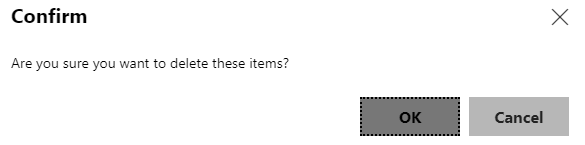 Confirm
Are you sure you want to delete these items?
OK
Cancel